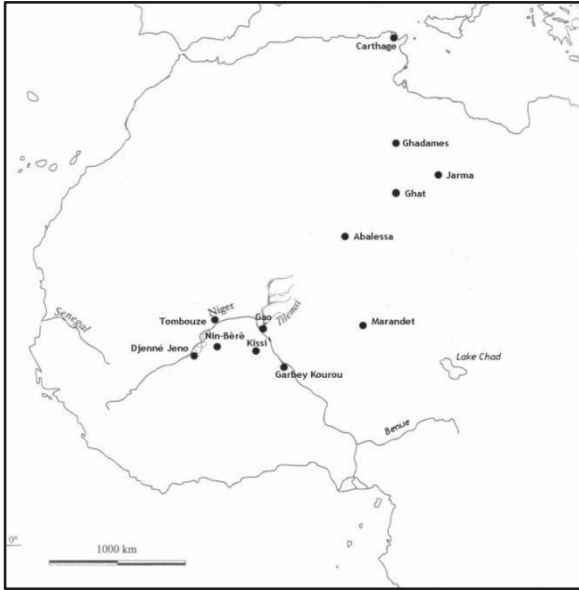 Carthage
Ghadames
Jarma
Ghat
Abalessa
Niger
Tilemsi
Gao
Tombouze
Marandet
Senegal
Nin-Bèrè
Kissi
Djenné Jeno
Lake Chad
Garbey Kourou
Benue
0°
1000 km